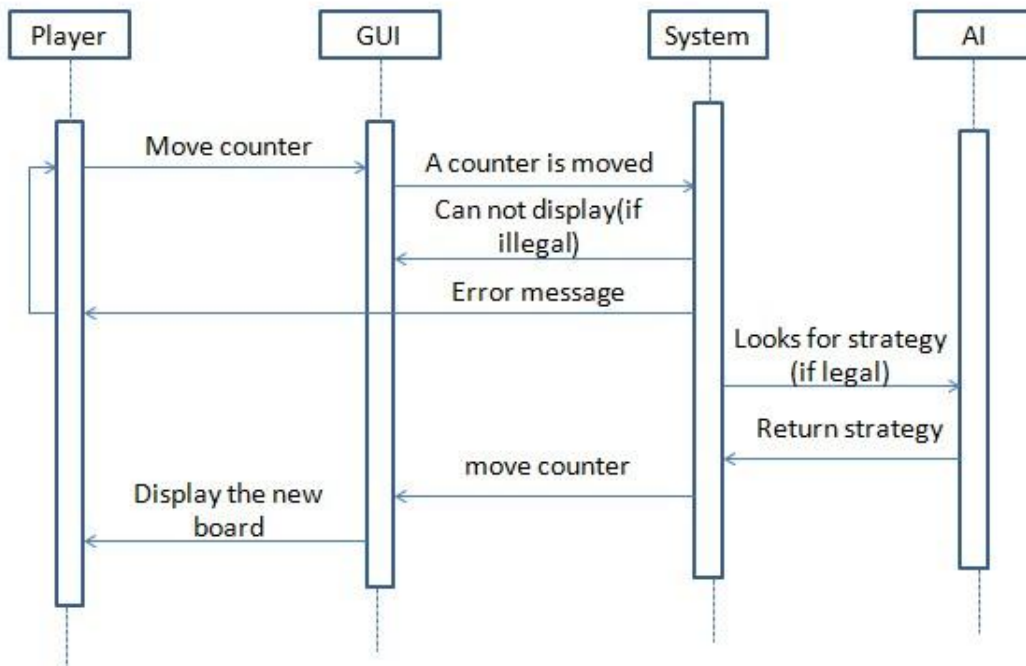 Player
GUI
System
AI
Move counter
A counter is moved
Can not display(if
illegal)
Error message
Looks for strategy
(if legal)
Return strategy
move counter
Display the new
board